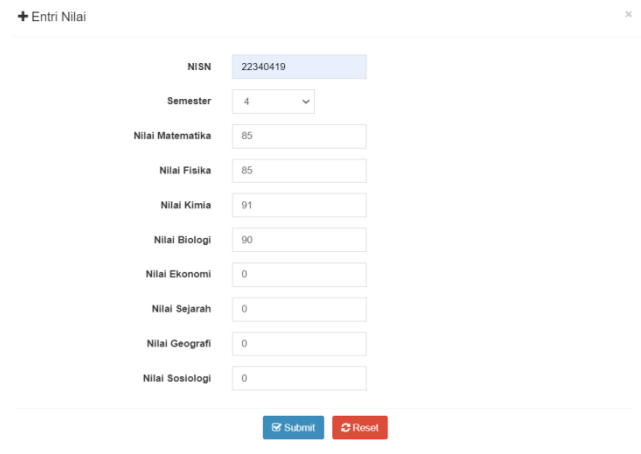 Entri Nilai ×
NISN 22340419
Semester 4
Nilai Matematika 85
Nilai Fisika 85
Nilai Kimia 91
Nilai Biologi 90
Nilai Ekonomi 0
Nilai Sejarah 0
Nilai Geografi 0
Nilai Sosiologi 0
Submit Reset